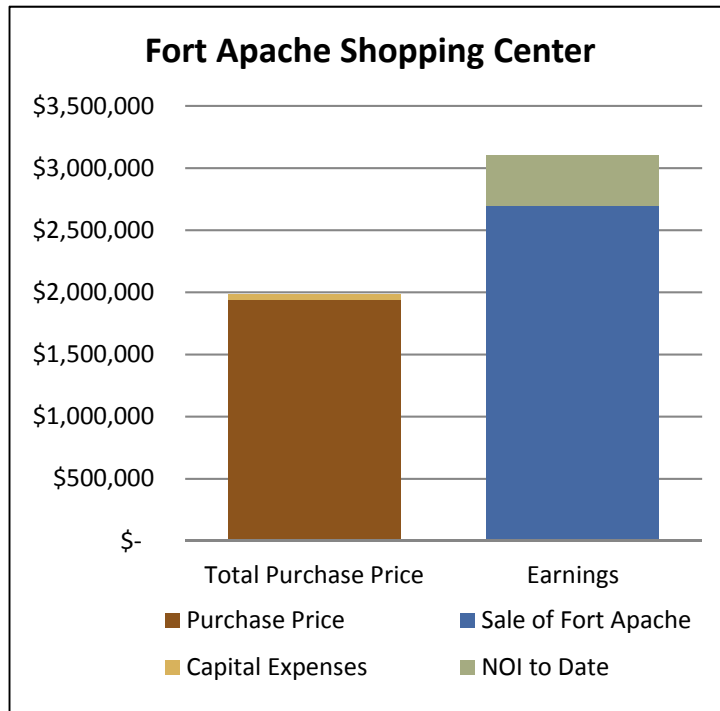 Fort Apache Shopping Center
$3,500,000
$3,000,000
$2,500,000
$2,000,000
$1,500,000
$1,000,000
$500,000
$-
Total Purchase Price Earnings
Purchase Price Sale of Fort Apache
Capital Expenses NOI to Date